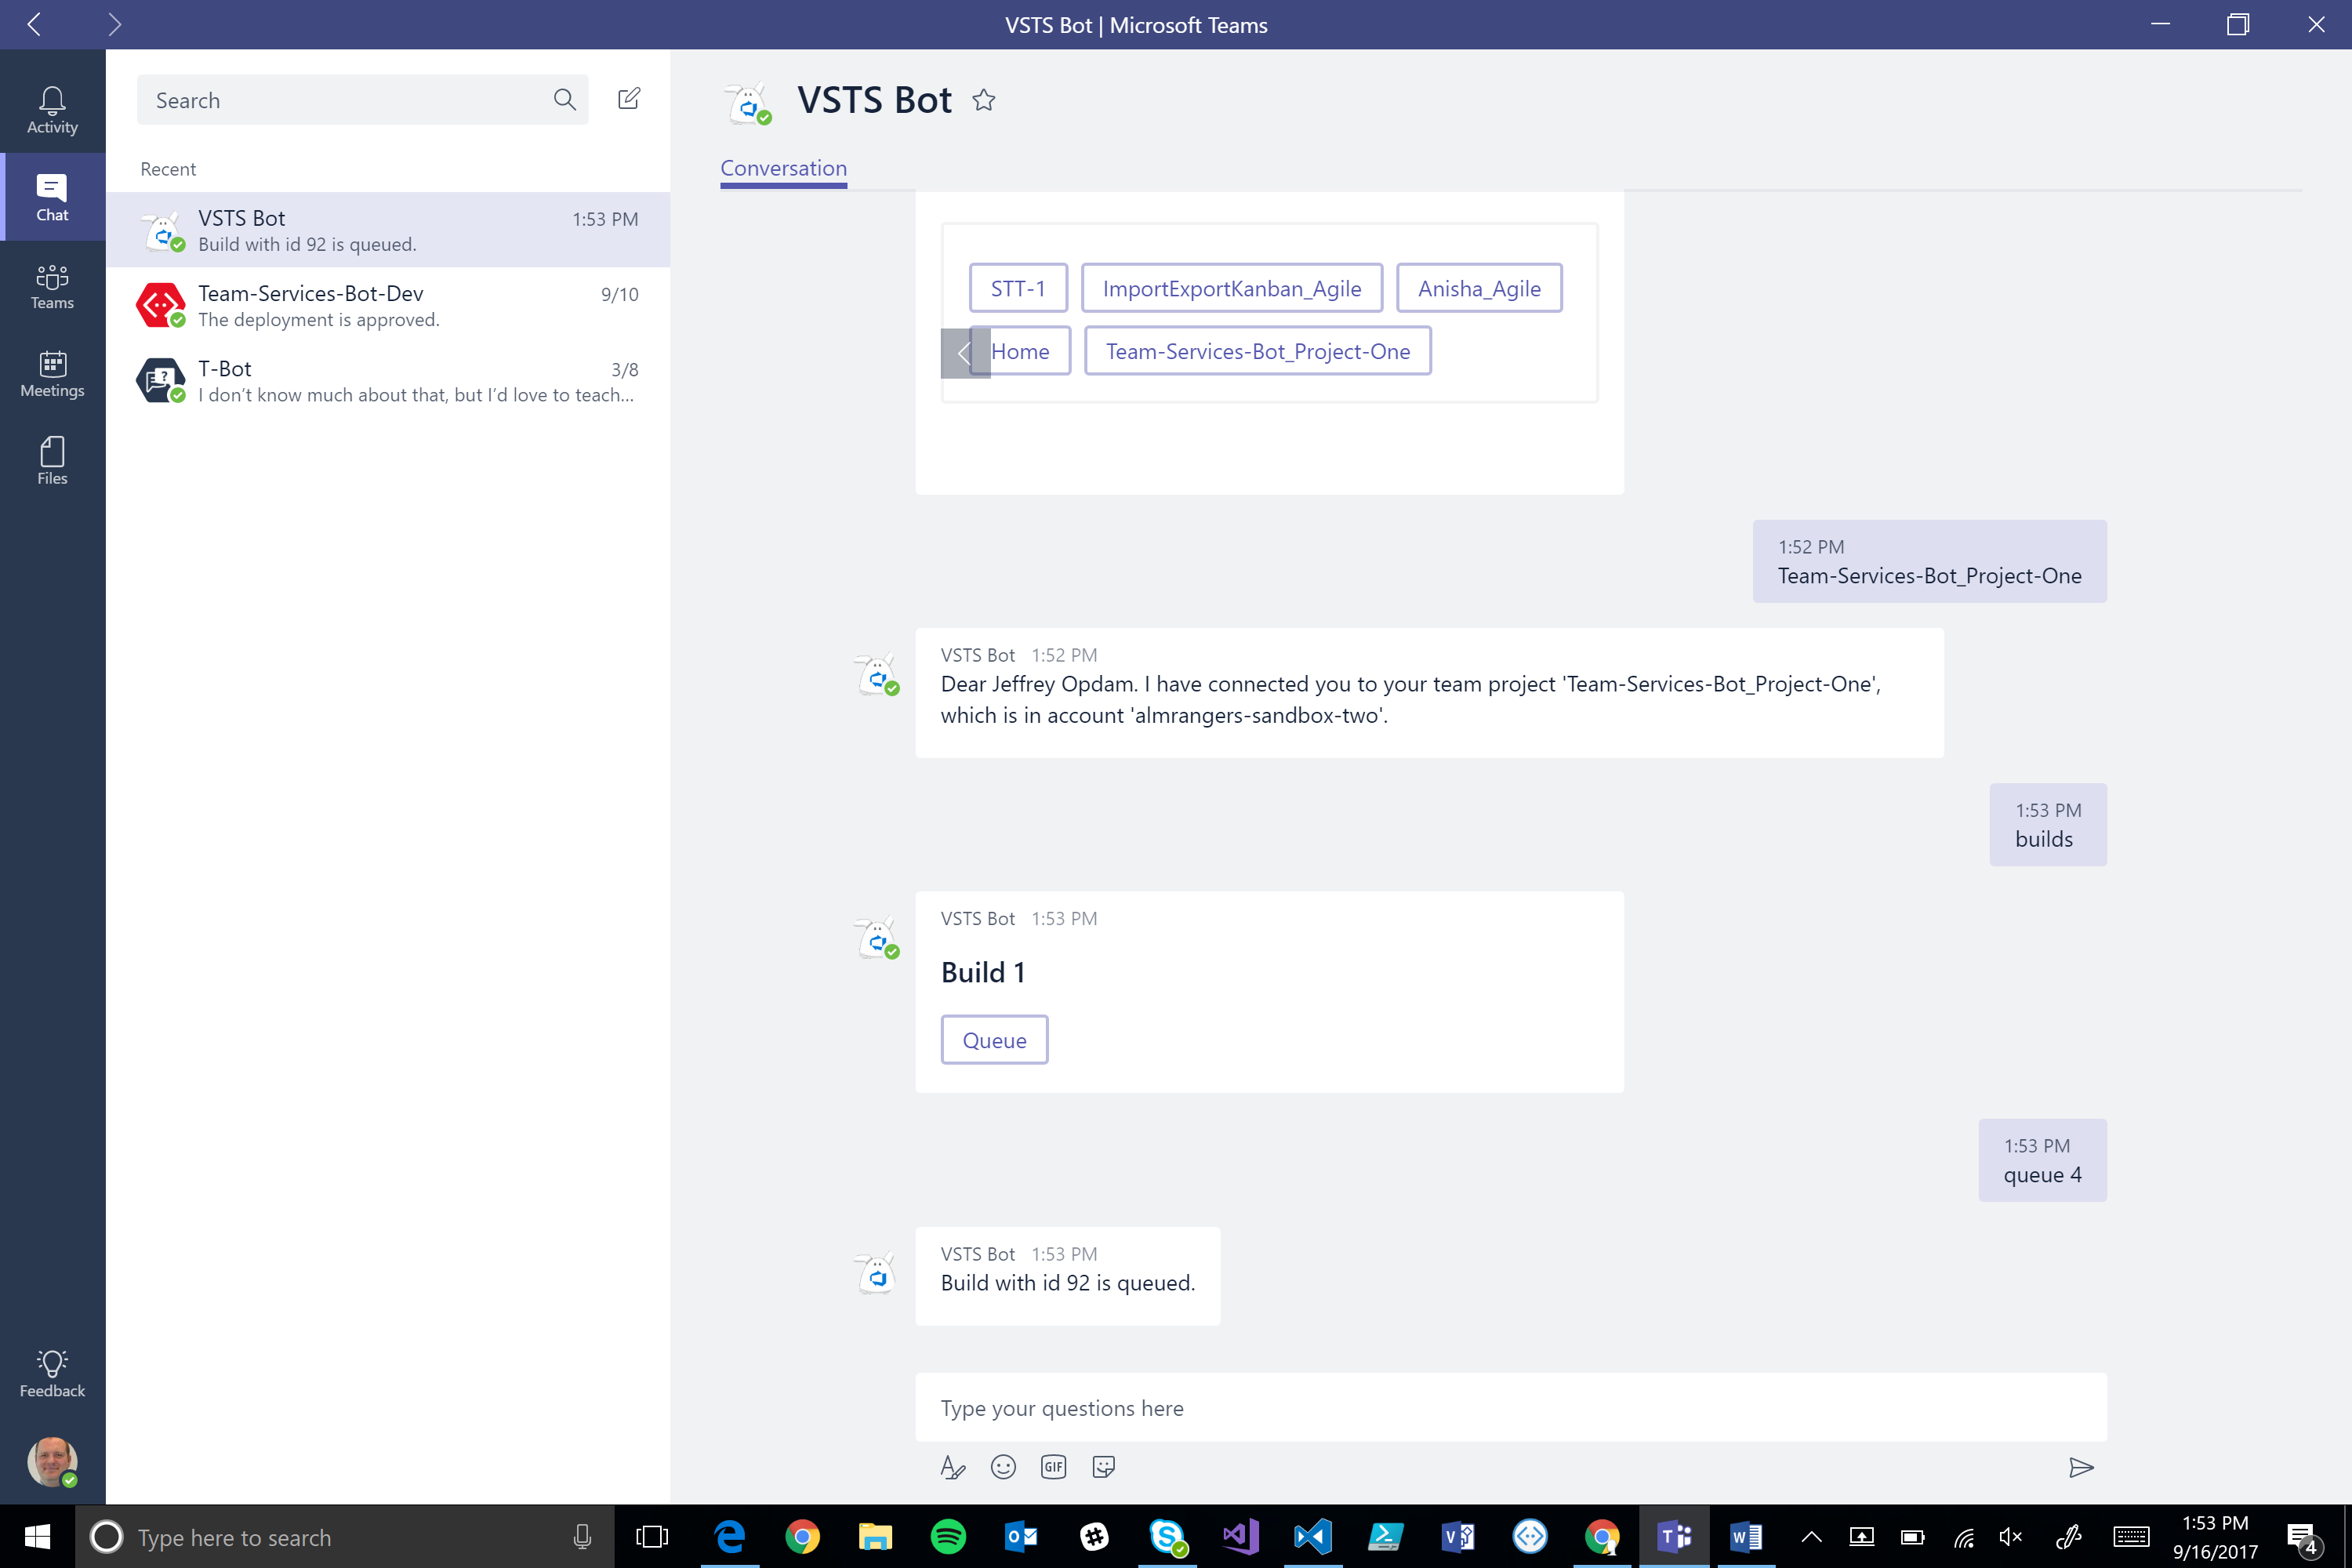 VSTS Bot | Microsoft Teams
Activity
Chat
Teams
Meetings
Files
Feedback
Search
Recent
VSTS Bot 1:53 PM
Build with id 92 is queued.
Team-Services-Bot-Dev 9/10
The deployment is approved.
T-Bot 3/8
I don’t know much about that, but I’d love to teach...
VSTS Bot
Conversation
STT-1 ImportExportKanban_Agile Anisha_Agile
Home Team-Services-Bot_Project-One
1:52 PM
Team-Services-Bot_Project-One
VSTS Bot 1:52 PM
Dear Jeffrey Opdam. I have connected you to your team project 'Team-Services-Bot_Project-One',
which is in account 'almrangers-sandbox-two'.
1:53 PM
builds
VSTS Bot 1:53 PM
Build 1
Queue
1:53 PM
queue 4
VSTS Bot 1:53 PM
Build with id 92 is queued.
Type your questions here
GIF
Type here to search
1:53 PM
9/16/2017
4